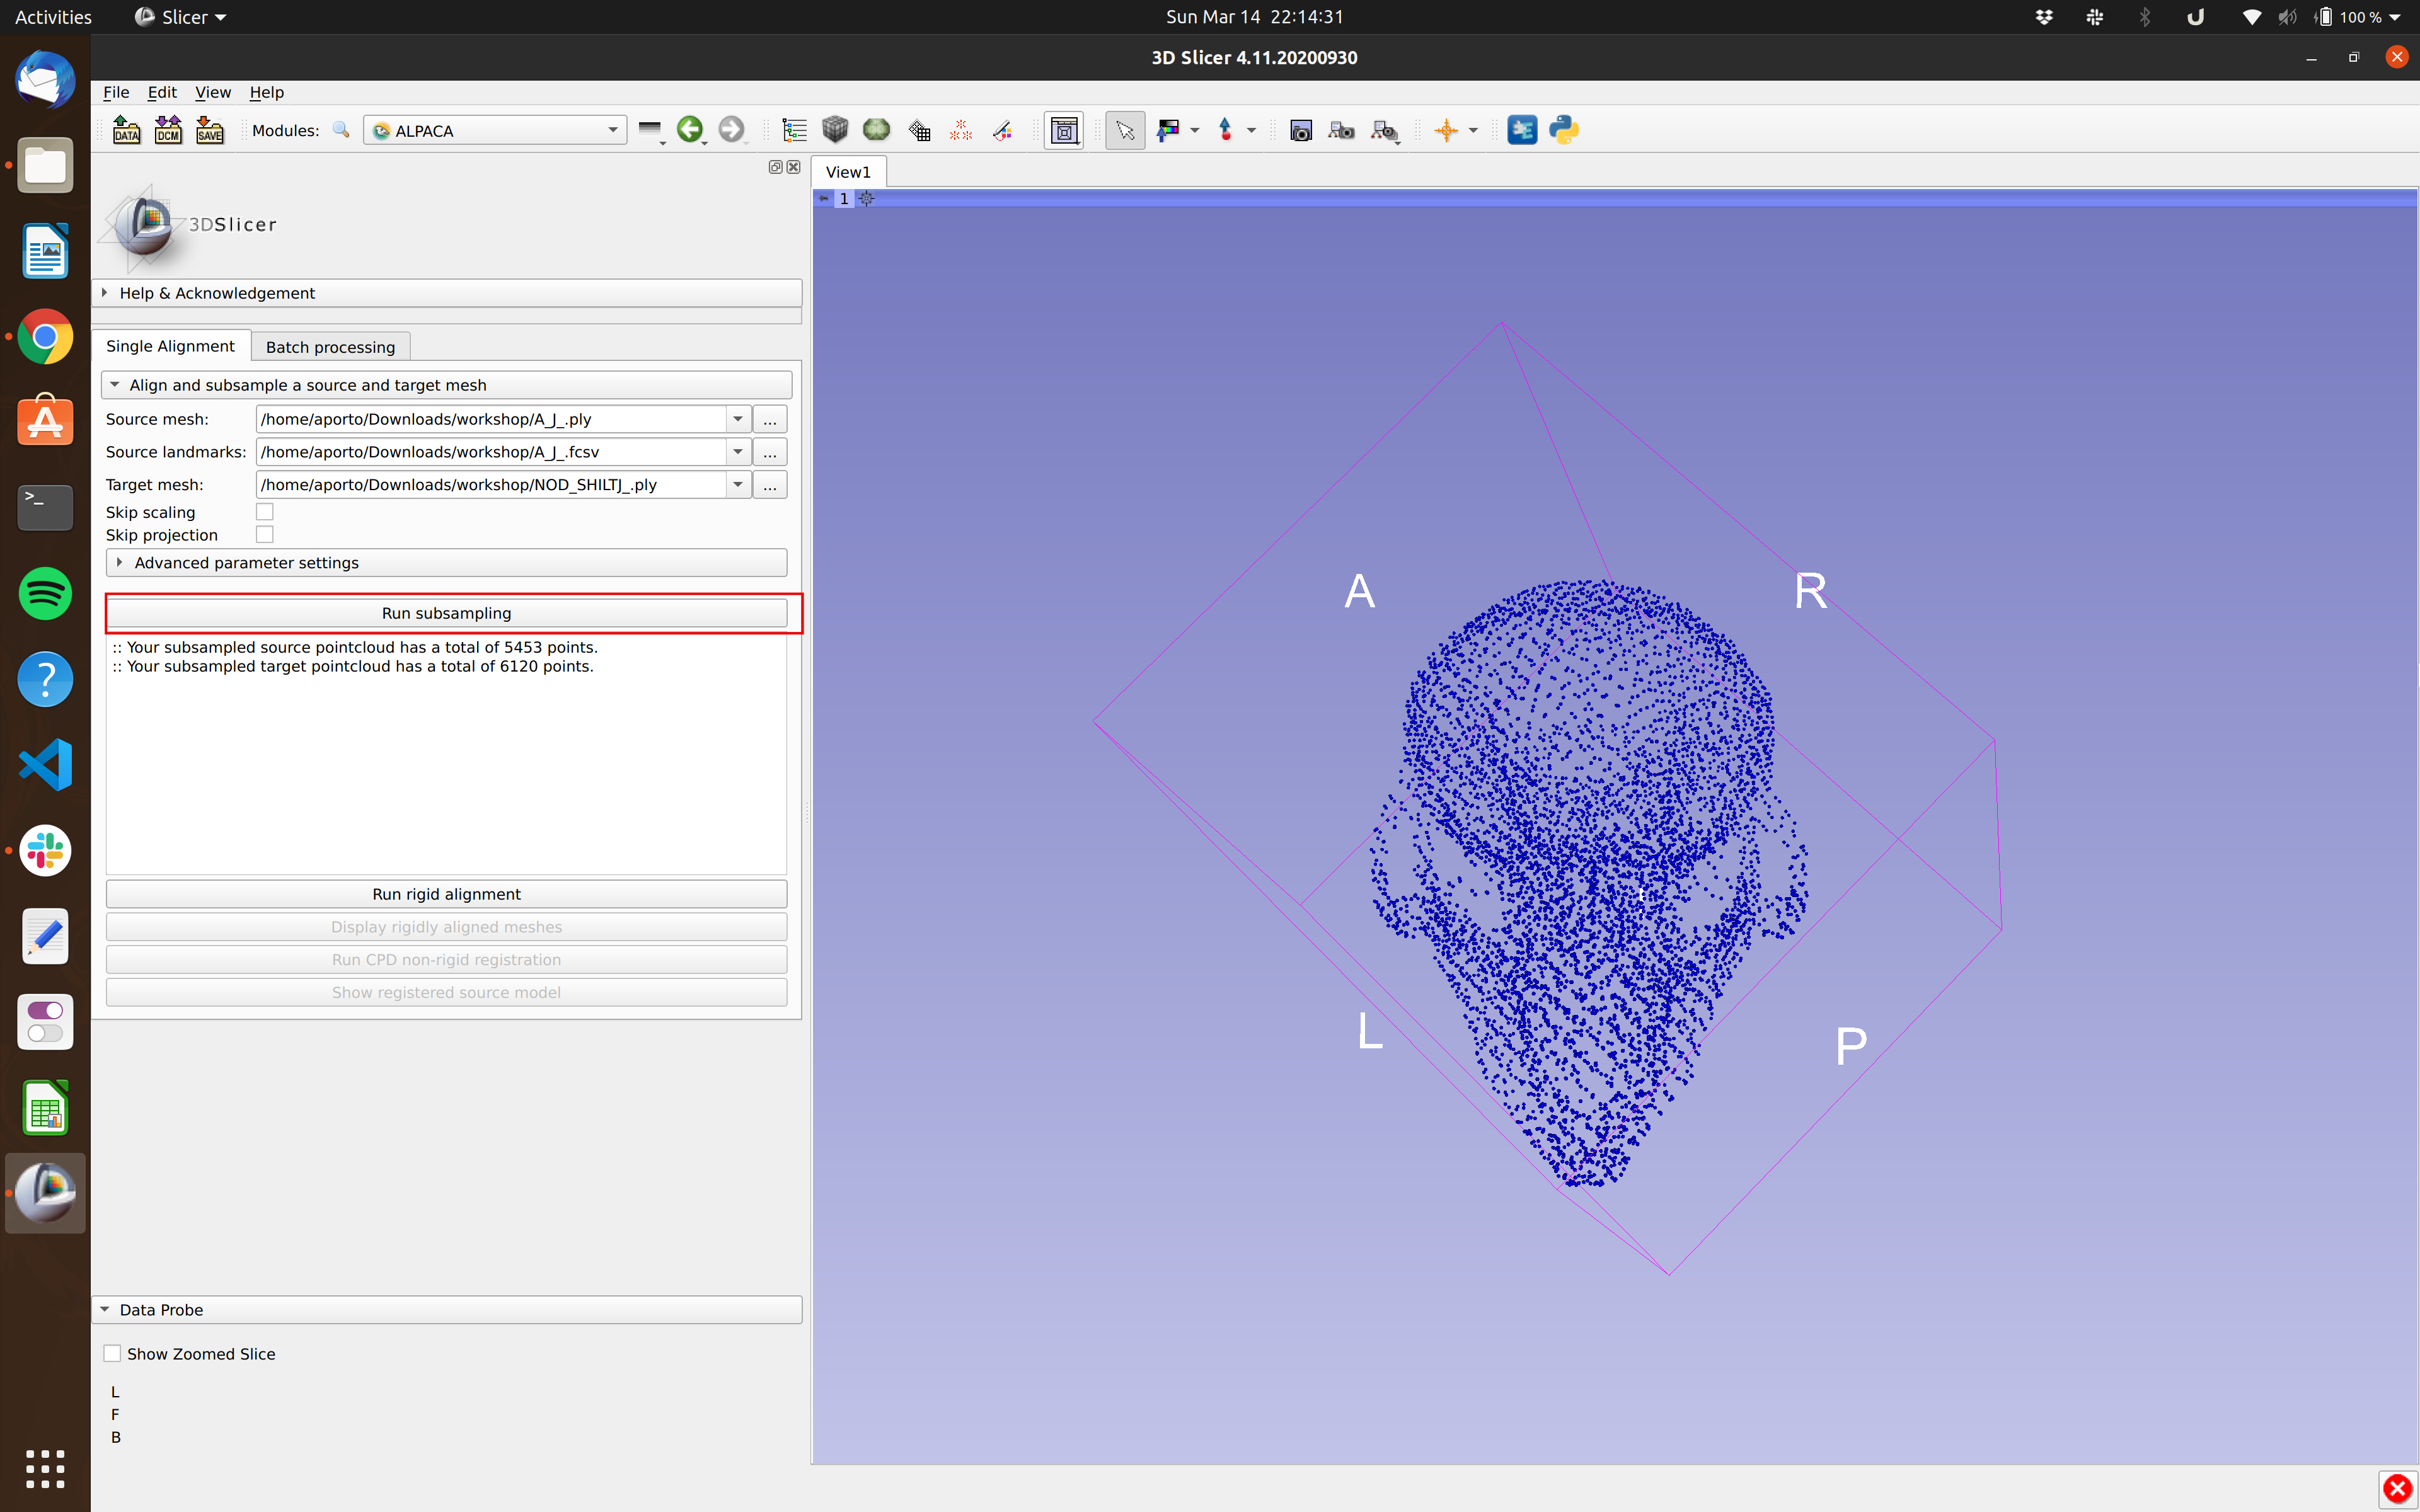 Activities Slicer Sun Mar 14 22:14:31 100 %
3D Slicer 4.11.20200930
File Edit View Help
DATA DCM SAVE Modules: ALPACA
View1
1
3DSlicer
Help & Acknowledgement
Single Alignment Batch processing
Align and subsample a source and target mesh
Source mesh: /home/aporto/Downloads/workshop/A_J_.ply ...
Source landmarks: /home/aporto/Downloads/workshop/A_J_.fcsv ...
Target mesh: /home/aporto/Downloads/workshop/NOD_SHILTJ_.ply ...
Skip scaling
Skip projection
Advanced parameter settings
Run subsampling
:: Your subsampled source pointcloud has a total of 5453 points.
:: Your subsampled target pointcloud has a total of 6120 points.
Run rigid alignment
Display rigidly aligned meshes
Run CPD non-rigid registration
Show registered source model
A R
L P
Data Probe
Show Zoomed Slice
L
F
B